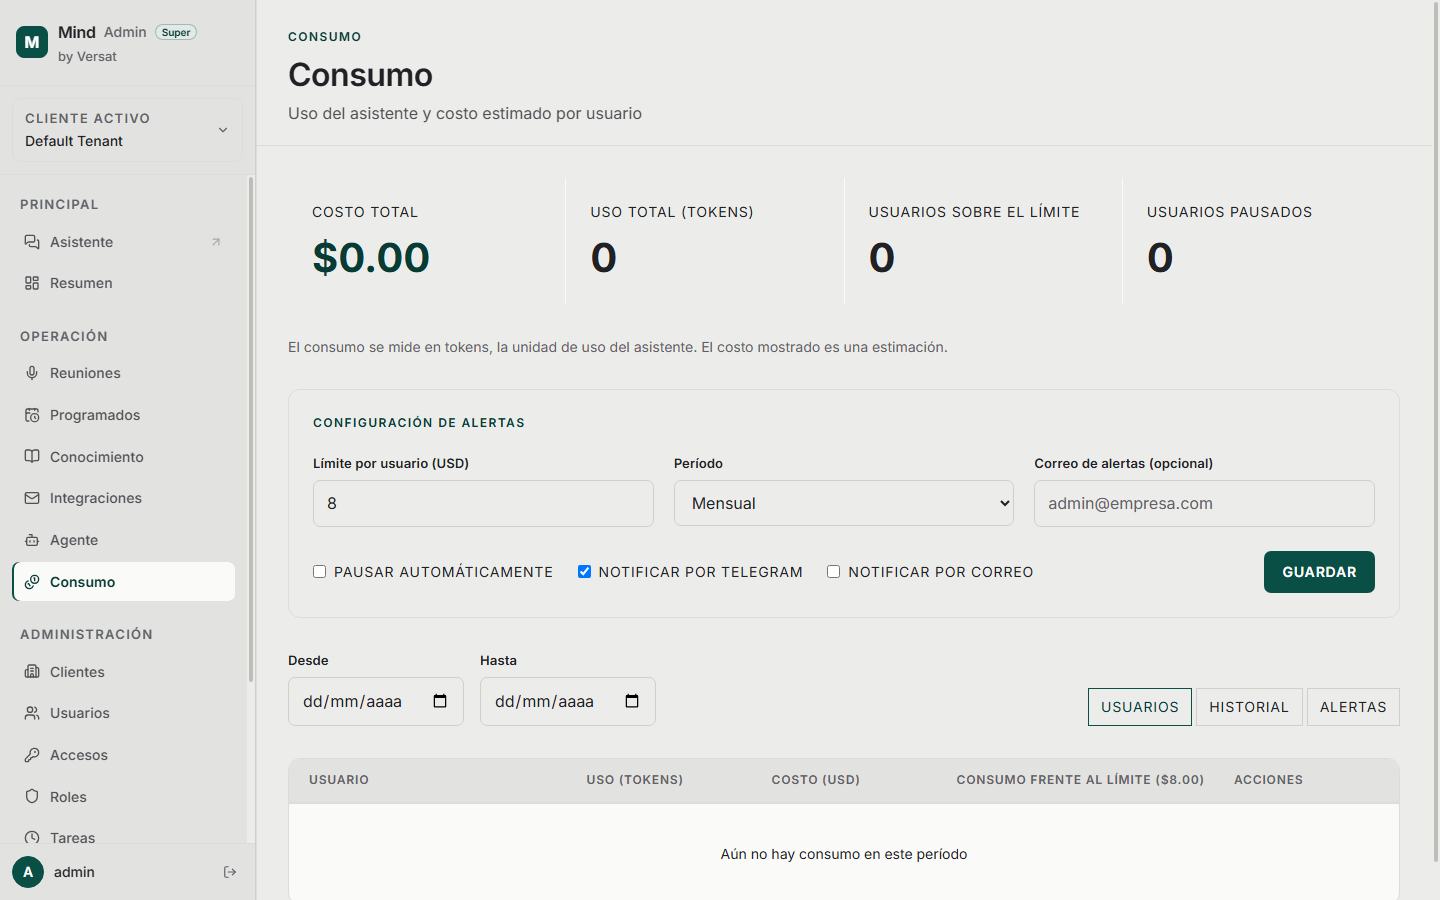 M
Mind Admin Super
by Versat
CLIENTE ACTIVO
Default Tenant
PRINCIPAL
Asistente
Resumen
OPERACIÓN
Reuniones
Programados
Conocimiento
Integraciones
Agente
Consumo
ADMINISTRACIÓN
Clientes
Usuarios
Accesos
Roles
Tareas
A admin
CONSUMO
Consumo
Uso del asistente y costo estimado por usuario
COSTO TOTAL
$0.00
USO TOTAL (TOKENS)
0
USUARIOS SOBRE EL LÍMITE
0
USUARIOS PAUSADOS
0
El consumo se mide en tokens, la unidad de uso del asistente. El costo mostrado es una estimación.
CONFIGURACIÓN DE ALERTAS
Límite por usuario (USD)
8
Período
Mensual
Correo de alertas (opcional)
admin@empresa.com
PAUSAR AUTOMÁTICAMENTE
NOTIFICAR POR TELEGRAM
NOTIFICAR POR CORREO
GUARDAR
Desde
dd/mm/aaaa
Hasta
dd/mm/aaaa
USUARIOS
HISTORIAL
ALERTAS
USUARIO USO (TOKENS) COSTO (USD) CONSUMO FRENTE AL LÍMITE ($8.00) ACCIONES
Aún no hay consumo en este período